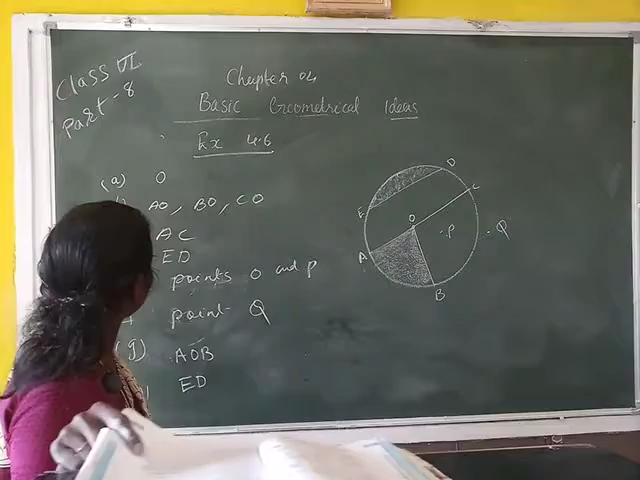 Class VI
Part - 8
Chapter 04
Basic Geometrical Ideas
Ex 4.6
(a) O
AO, BO, CO
AC
ED
points O and P
point Q
(g) AOB
ED
D
E
C
O
P
Q
A
B